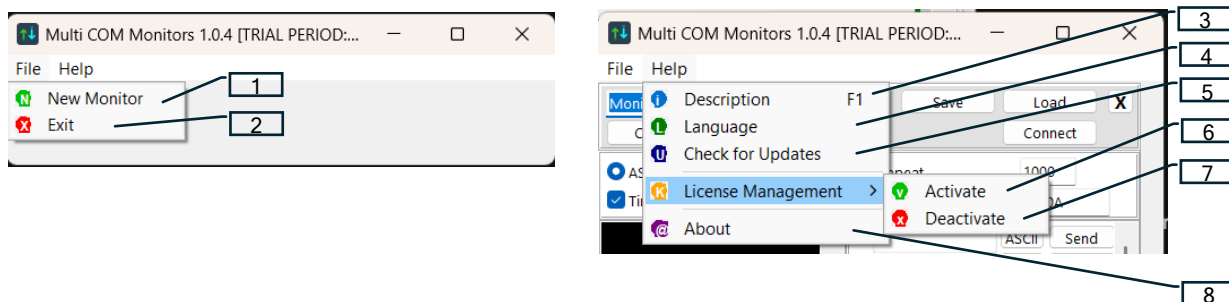 Multi COM Monitors 1.0.4 [TRIAL PERIOD:...
File Help
N New Monitor
X Exit
1
2
Multi COM Monitors 1.0.4 [TRIAL PERIOD:...
File Help
Save Load X
Connect
1000
i Description F1
L Language
U Check for Updates
K License Management >
@ About
v Activate
x Deactivate
ASCII Send
3
4
5
6
7
8